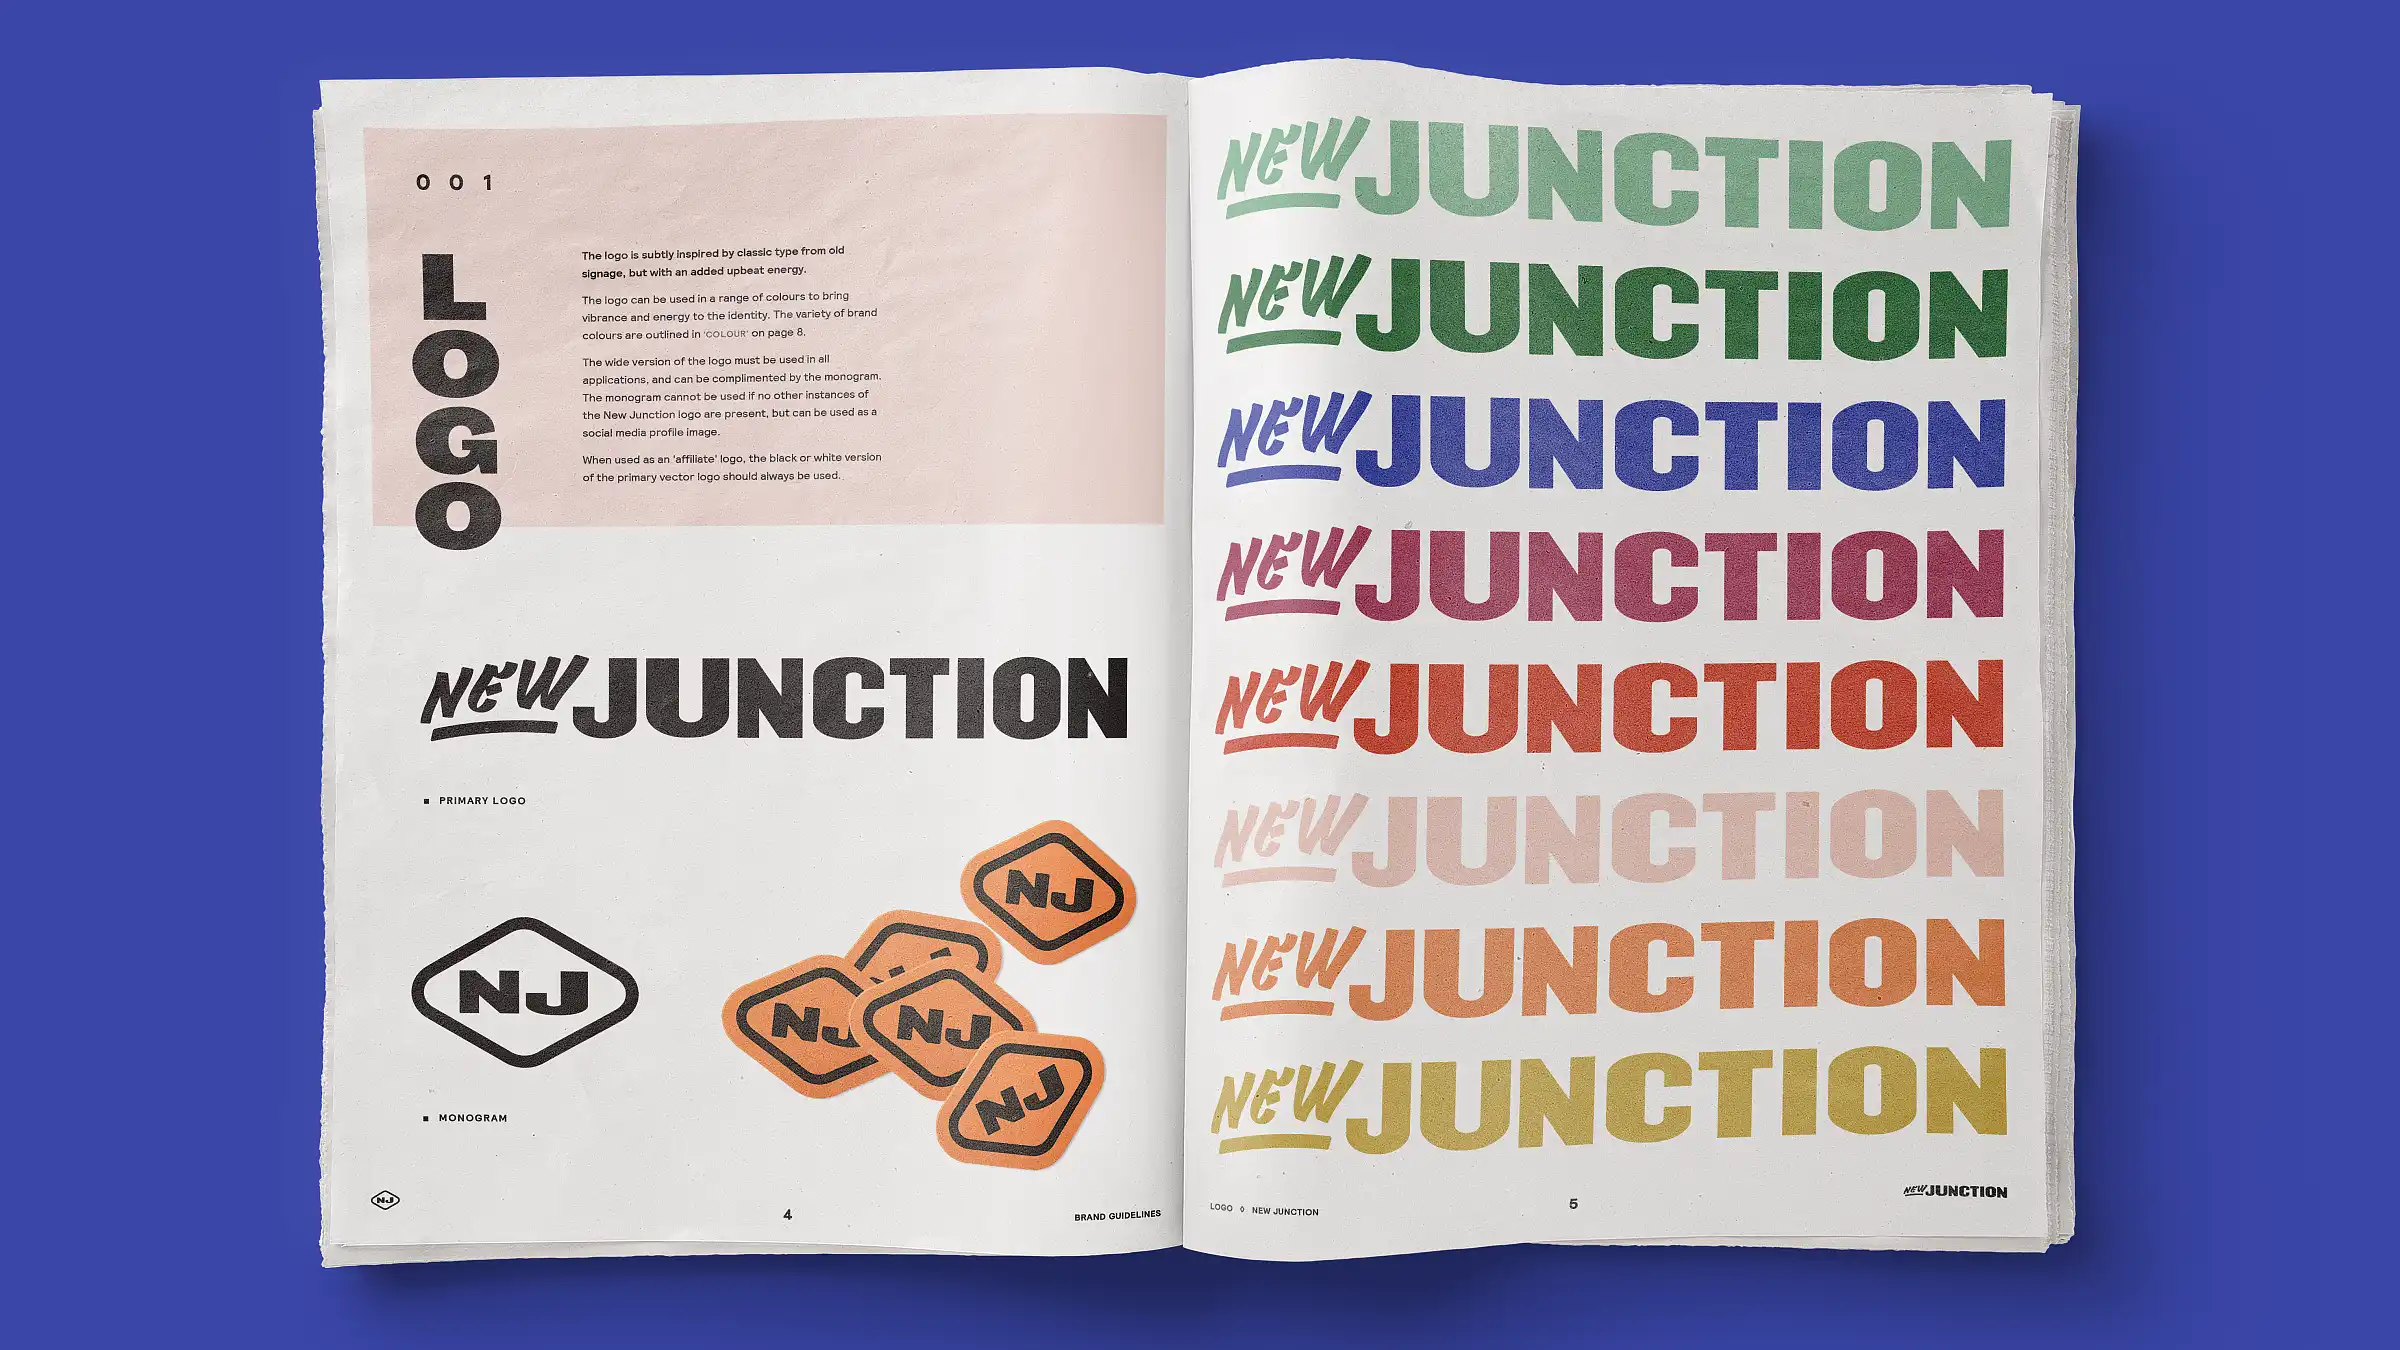 001
LOGO
The logo is subtly inspired by classic type from old
signage, but with an added upbeat energy.
The logo can be used in a range of colours to bring
vibrance and energy to the identity. The variety of brand
colours are outlined in ‘COLOUR’ on page 8.
The wide version of the logo must be used in all
applications, and can be complimented by the monogram.
The monogram cannot be used if no other instances of
the New Junction logo are present, but can be used as a
social media profile image.
When used as an ‘affiliate’ logo, the black or white version
of the primary vector logo should always be used.
NEW JUNCTION
PRIMARY LOGO
NJ
MONOGRAM
NJ
NJ
NJ
NJ
NJ
NJ
4
BRAND GUIDELINES
NEW JUNCTION
NEW JUNCTION
NEW JUNCTION
NEW JUNCTION
NEW JUNCTION
NEW JUNCTION
NEW JUNCTION
NEW JUNCTION
LOGO ◊ NEW JUNCTION
5
NEW JUNCTION